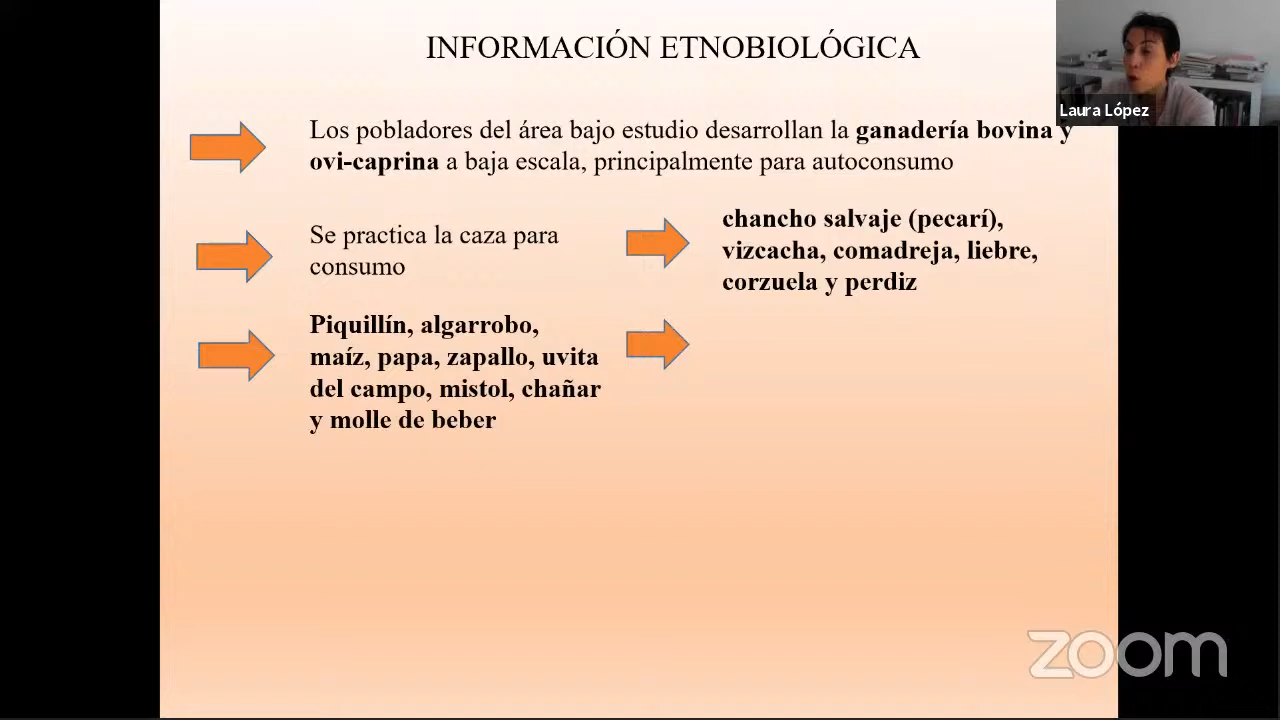 INFORMACIÓN ETNOBIOLÓGICA
Laura López
Los pobladores del área bajo estudio desarrollan la ganadería bovina y
ovi-caprina a baja escala, principalmente para autoconsumo
Se practica la caza para
consumo
chancho salvaje (pecarí),
vizcacha, comadreja, liebre,
corzuela y perdiz
Piquillín, algarrobo,
maíz, papa, zapallo, uvita
del campo, mistol, chañar
y molle de beber
zoom